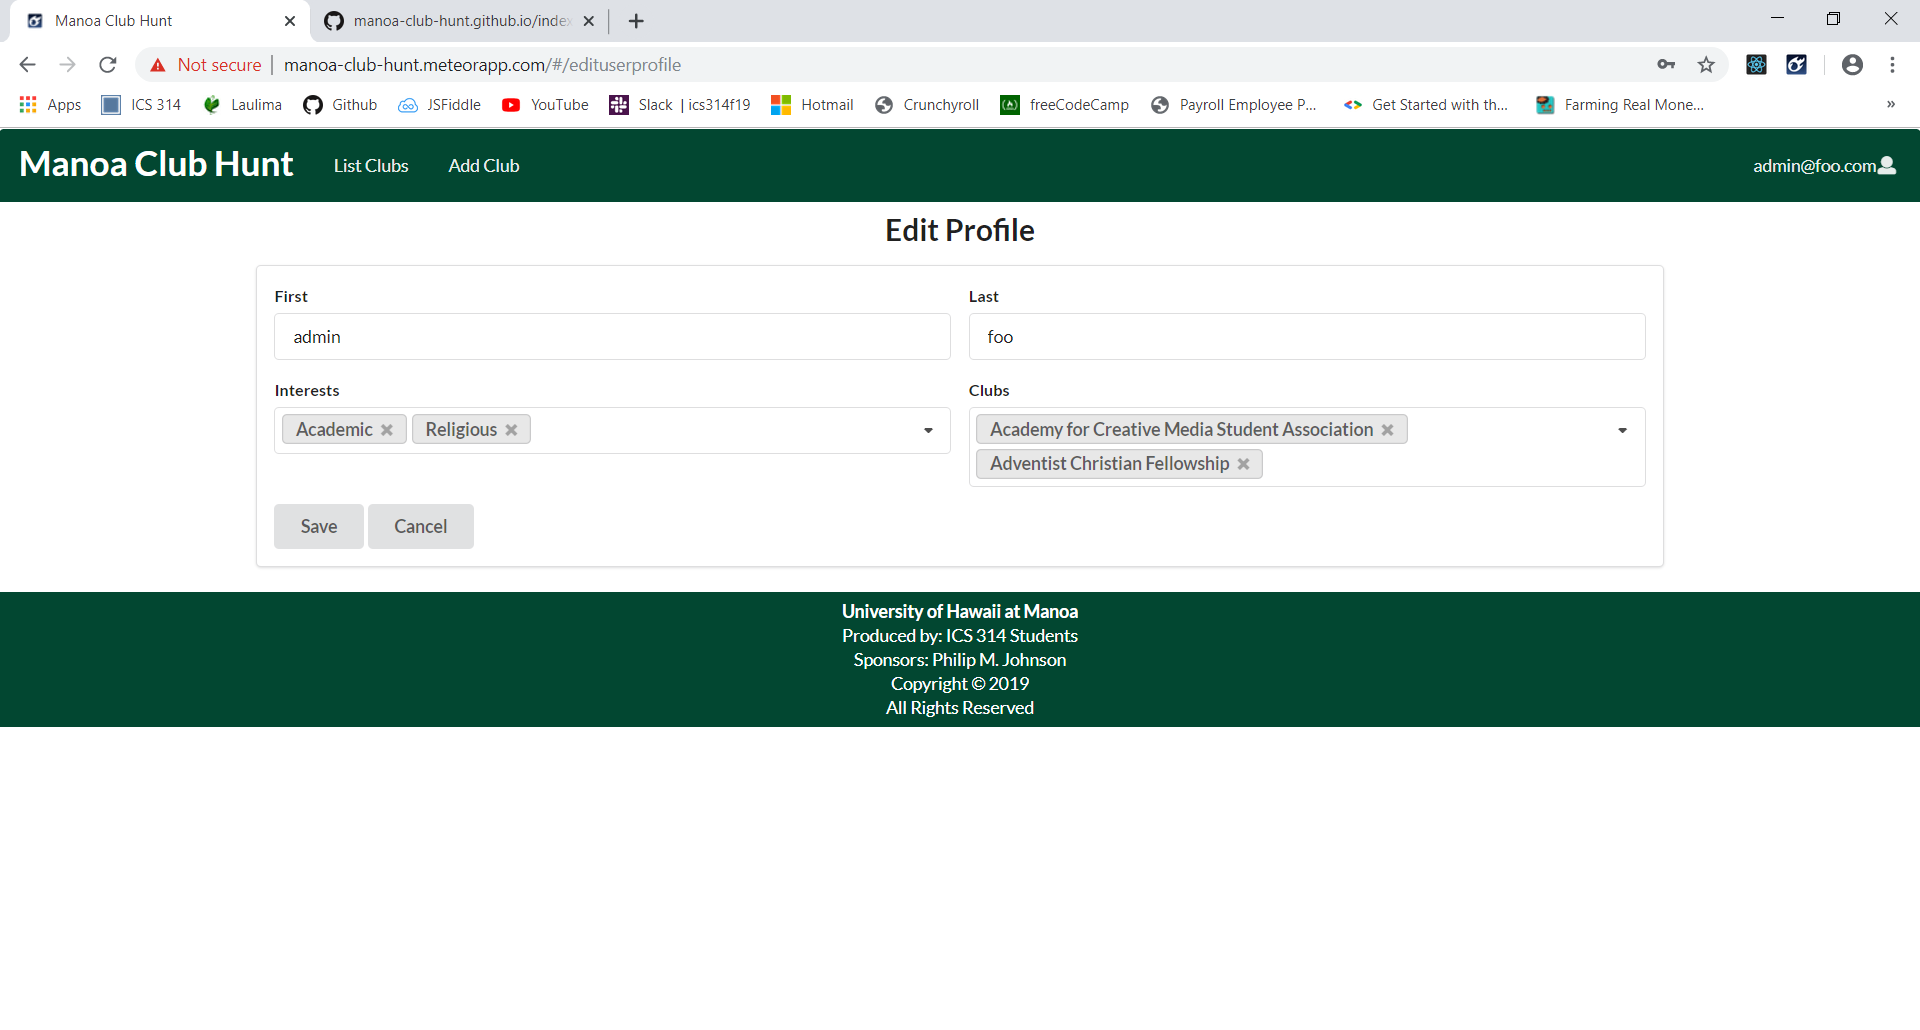 Manoa Club Hunt
manoa-club-hunt.github.io/inde
Not secure | manoa-club-hunt.meteorapp.com/#/edituserprofile
Apps ICS 314 Laulima Github JSFiddle YouTube Slack | ics314f19 Hotmail Crunchyroll freeCodeCamp Payroll Employee P... Get Started with th... Farming Real Mone... »
Manoa Club Hunt List Clubs Add Club admin@foo.com
Edit Profile
First Last
admin foo
Interests Clubs
Academic Religious Academy for Creative Media Student Association
Adventist Christian Fellowship
Save Cancel
University of Hawaii at Manoa
Produced by: ICS 314 Students
Sponsors: Philip M. Johnson
Copyright © 2019
All Rights Reserved